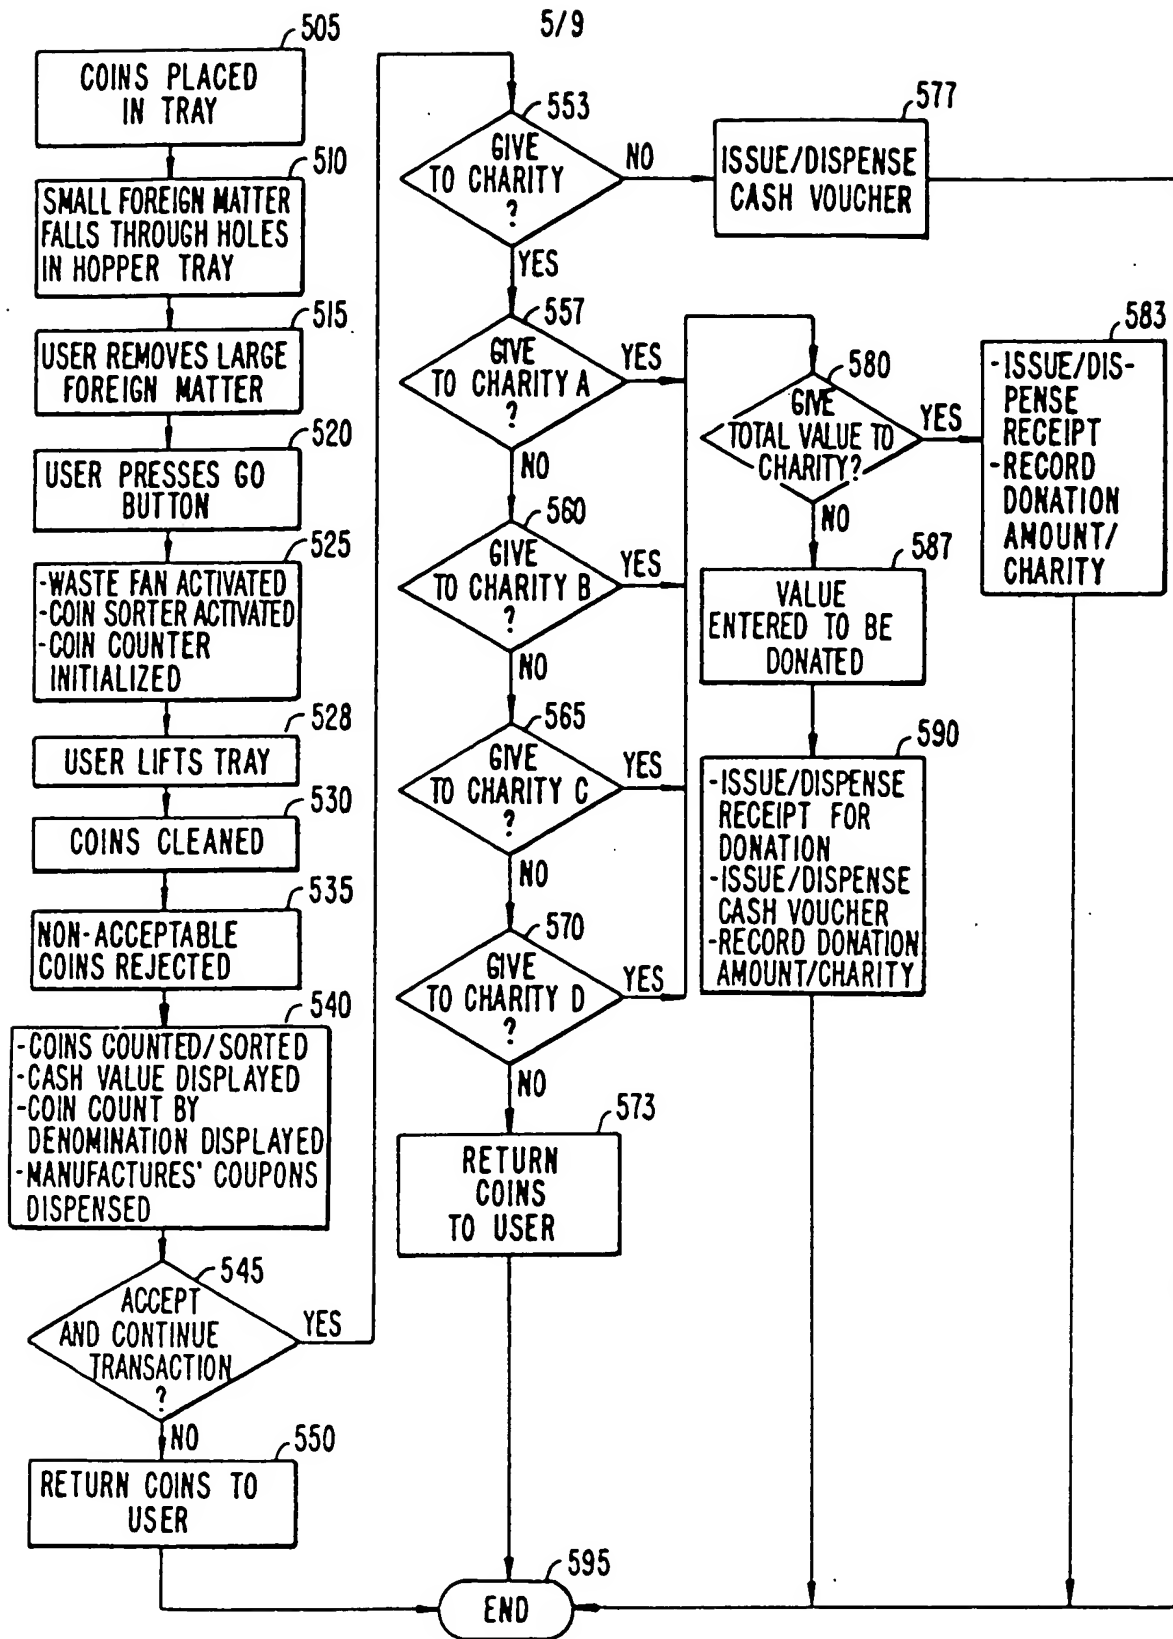 5/9
505
COINS PLACED
IN TRAY
510
SMALL FOREIGN MATTER
FALLS THROUGH HOLES
IN HOPPER TRAY
515
USER REMOVES LARGE
FOREIGN MATTER
520
USER PRESSES GO
BUTTON
525
-WASTE FAN ACTIVATED
-COIN SORTER ACTIVATED
-COIN COUNTER
INITIALIZED
528
USER LIFTS TRAY
530
COINS CLEANED
535
NON-ACCEPTABLE
COINS REJECTED
540
-COINS COUNTED/SORTED
-CASH VALUE DISPLAYED
-COIN COUNT BY
DENOMINATION DISPLAYED
-MANUFACTURES' COUPONS
DISPENSED
545
ACCEPT
AND CONTINUE
TRANSACTION
?
YES
NO
550
RETURN COINS TO
USER
553
GIVE
TO CHARITY
?
NO
YES
577
ISSUE/DISPENSE
CASH VOUCHER
557
GIVE
TO CHARITY A
?
YES
NO
560
GIVE
TO CHARITY B
?
YES
NO
565
GIVE
TO CHARITY C
?
YES
NO
570
GIVE
TO CHARITY D
?
YES
NO
573
RETURN
COINS
TO USER
580
GIVE
TOTAL VALUE TO
CHARITY?
YES
NO
583
-ISSUE/DIS-
PENSE
RECEIPT
-RECORD
DONATION
AMOUNT/
CHARITY
587
VALUE
ENTERED TO BE
DONATED
590
-ISSUE/DISPENSE
RECEIPT FOR
DONATION
-ISSUE/DISPENSE
CASH VOUCHER
-RECORD DONATION
AMOUNT/CHARITY
595
END